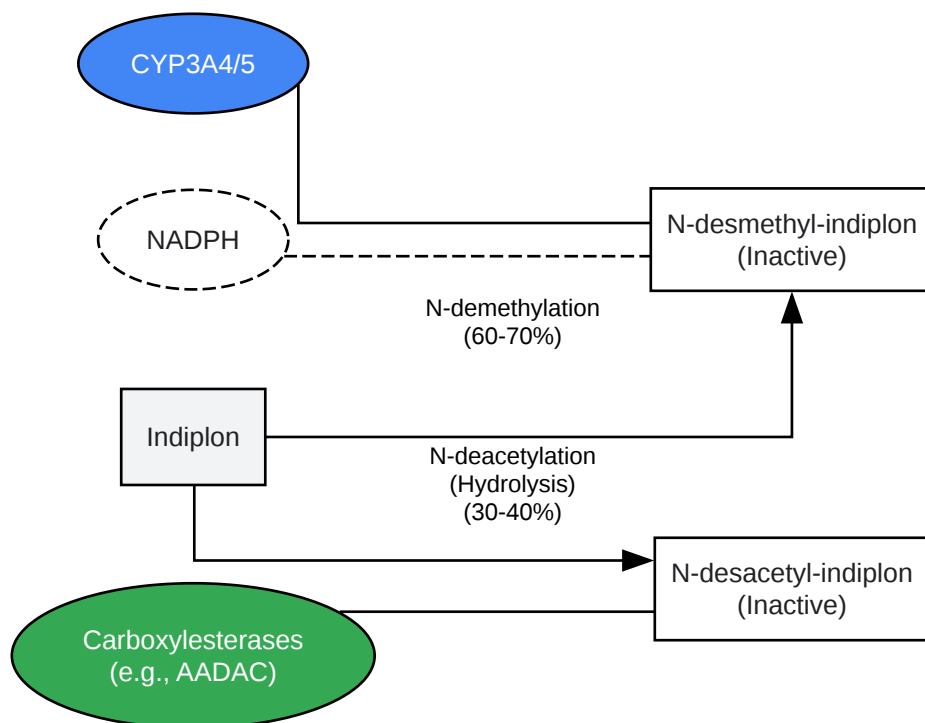 CYP3A4/5
NADPH
N-desmethyl-indiplon
(Inactive)
N-demethylation
(60-70%)
Indiplon
N-deacetylation
(Hydrolysis)
(30-40%)
N-desacetyl-indiplon
(Inactive)
Carboxylesterases
(e.g., AADAC)